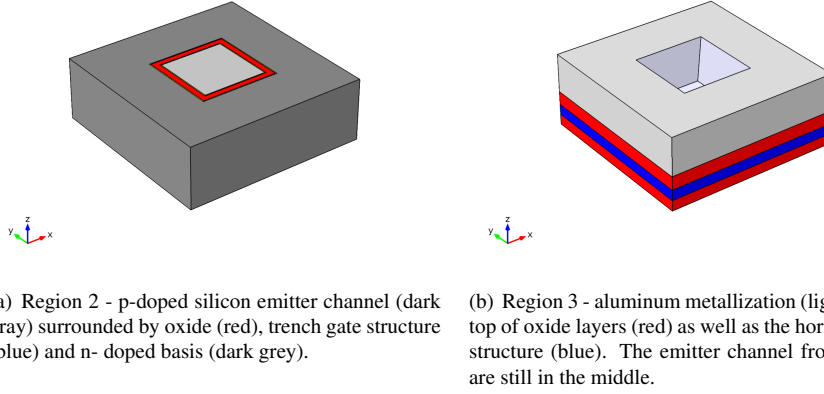 z
y
x
z
y
x
a) Region 2 - p-doped silicon emitter channel (dark
ray) surrounded by oxide (red), trench gate structure
blue) and n- doped basis (dark grey).
(b) Region 3 - aluminum metallization (lig
top of oxide layers (red) as well as the hor
structure (blue). The emitter channel fro
are still in the middle.